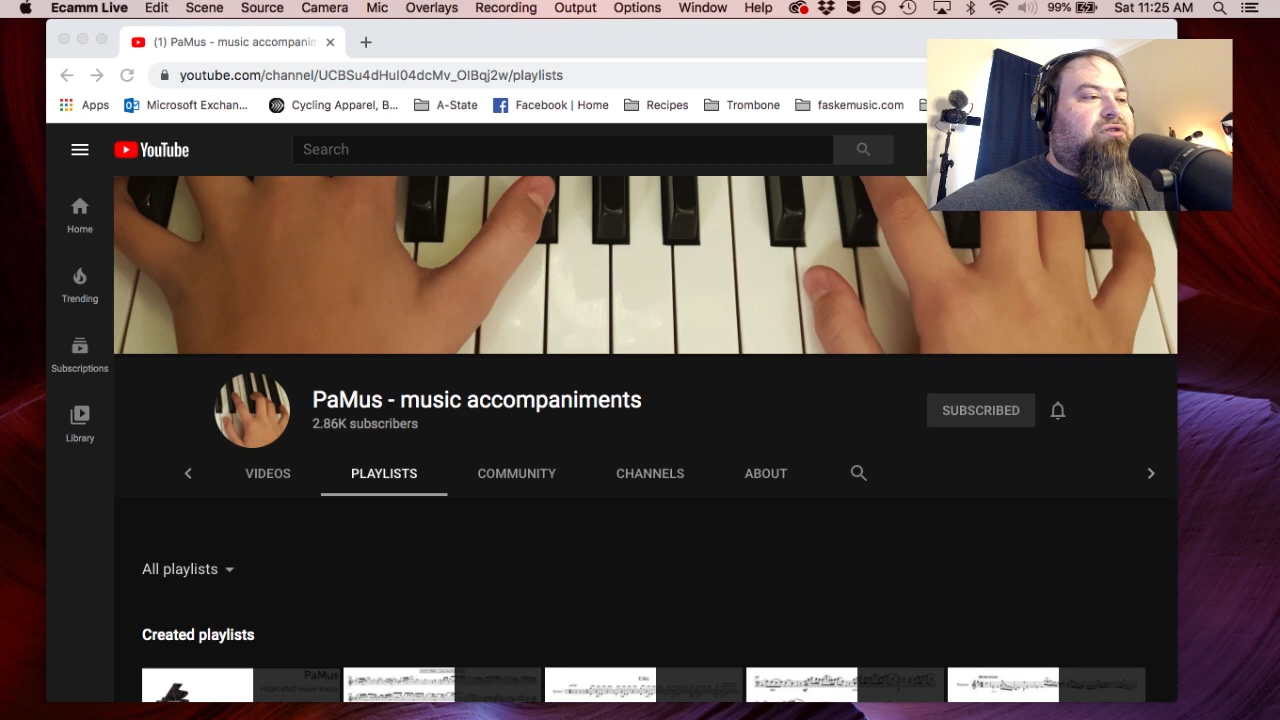 Ecamm Live Edit Scene Source Camera Mic Overlays Recording Output Options Window Help 99% Sat 11:25 AM
(1) PaMus - music accompanim
youtube.com/channel/UCBSu4dHul04dcMv_OlBqj2w/playlists
Apps Microsoft Exchan... Cycling Apparel, B... A-State Facebook | Home Recipes Trombone faskemusic.com
YouTube Search
Home
Trending
Subscriptions
Library
PaMus - music accompaniments
2.86K subscribers
SUBSCRIBED
VIDEOS PLAYLISTS COMMUNITY CHANNELS ABOUT
All playlists
Created playlists
PaMus